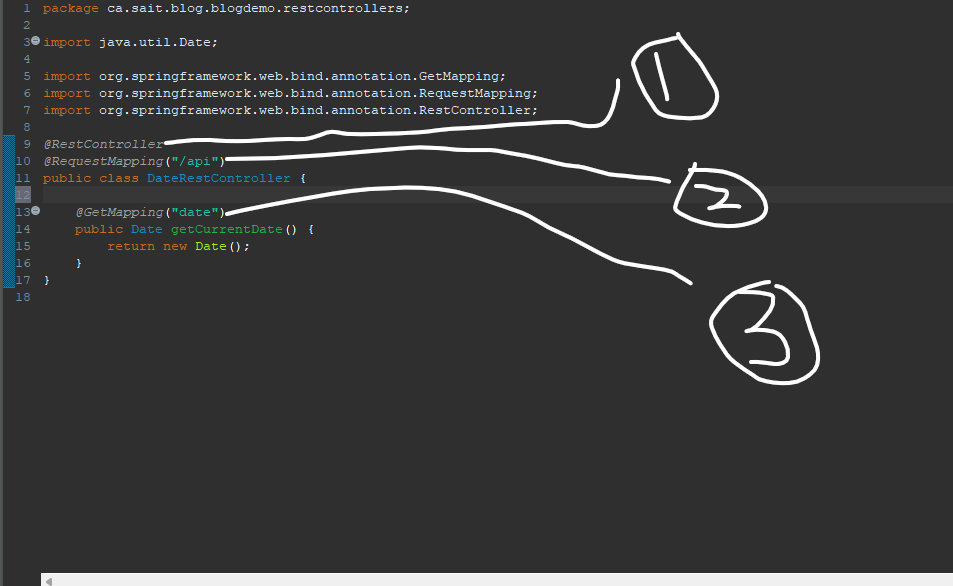 1 package ca.sait.blog.blogdemo.restcontrollers;
2
3 import java.util.Date;
4
5 import org.springframework.web.bind.annotation.GetMapping;
6 import org.springframework.web.bind.annotation.RequestMapping;
7 import org.springframework.web.bind.annotation.RestController;
8
9 @RestController
10 @RequestMapping("/api")
11 public class DateRestController {
12
13 @GetMapping("date")
14 public Date getCurrentDate() {
15 return new Date();
16 }
17 }
18
1
2
3